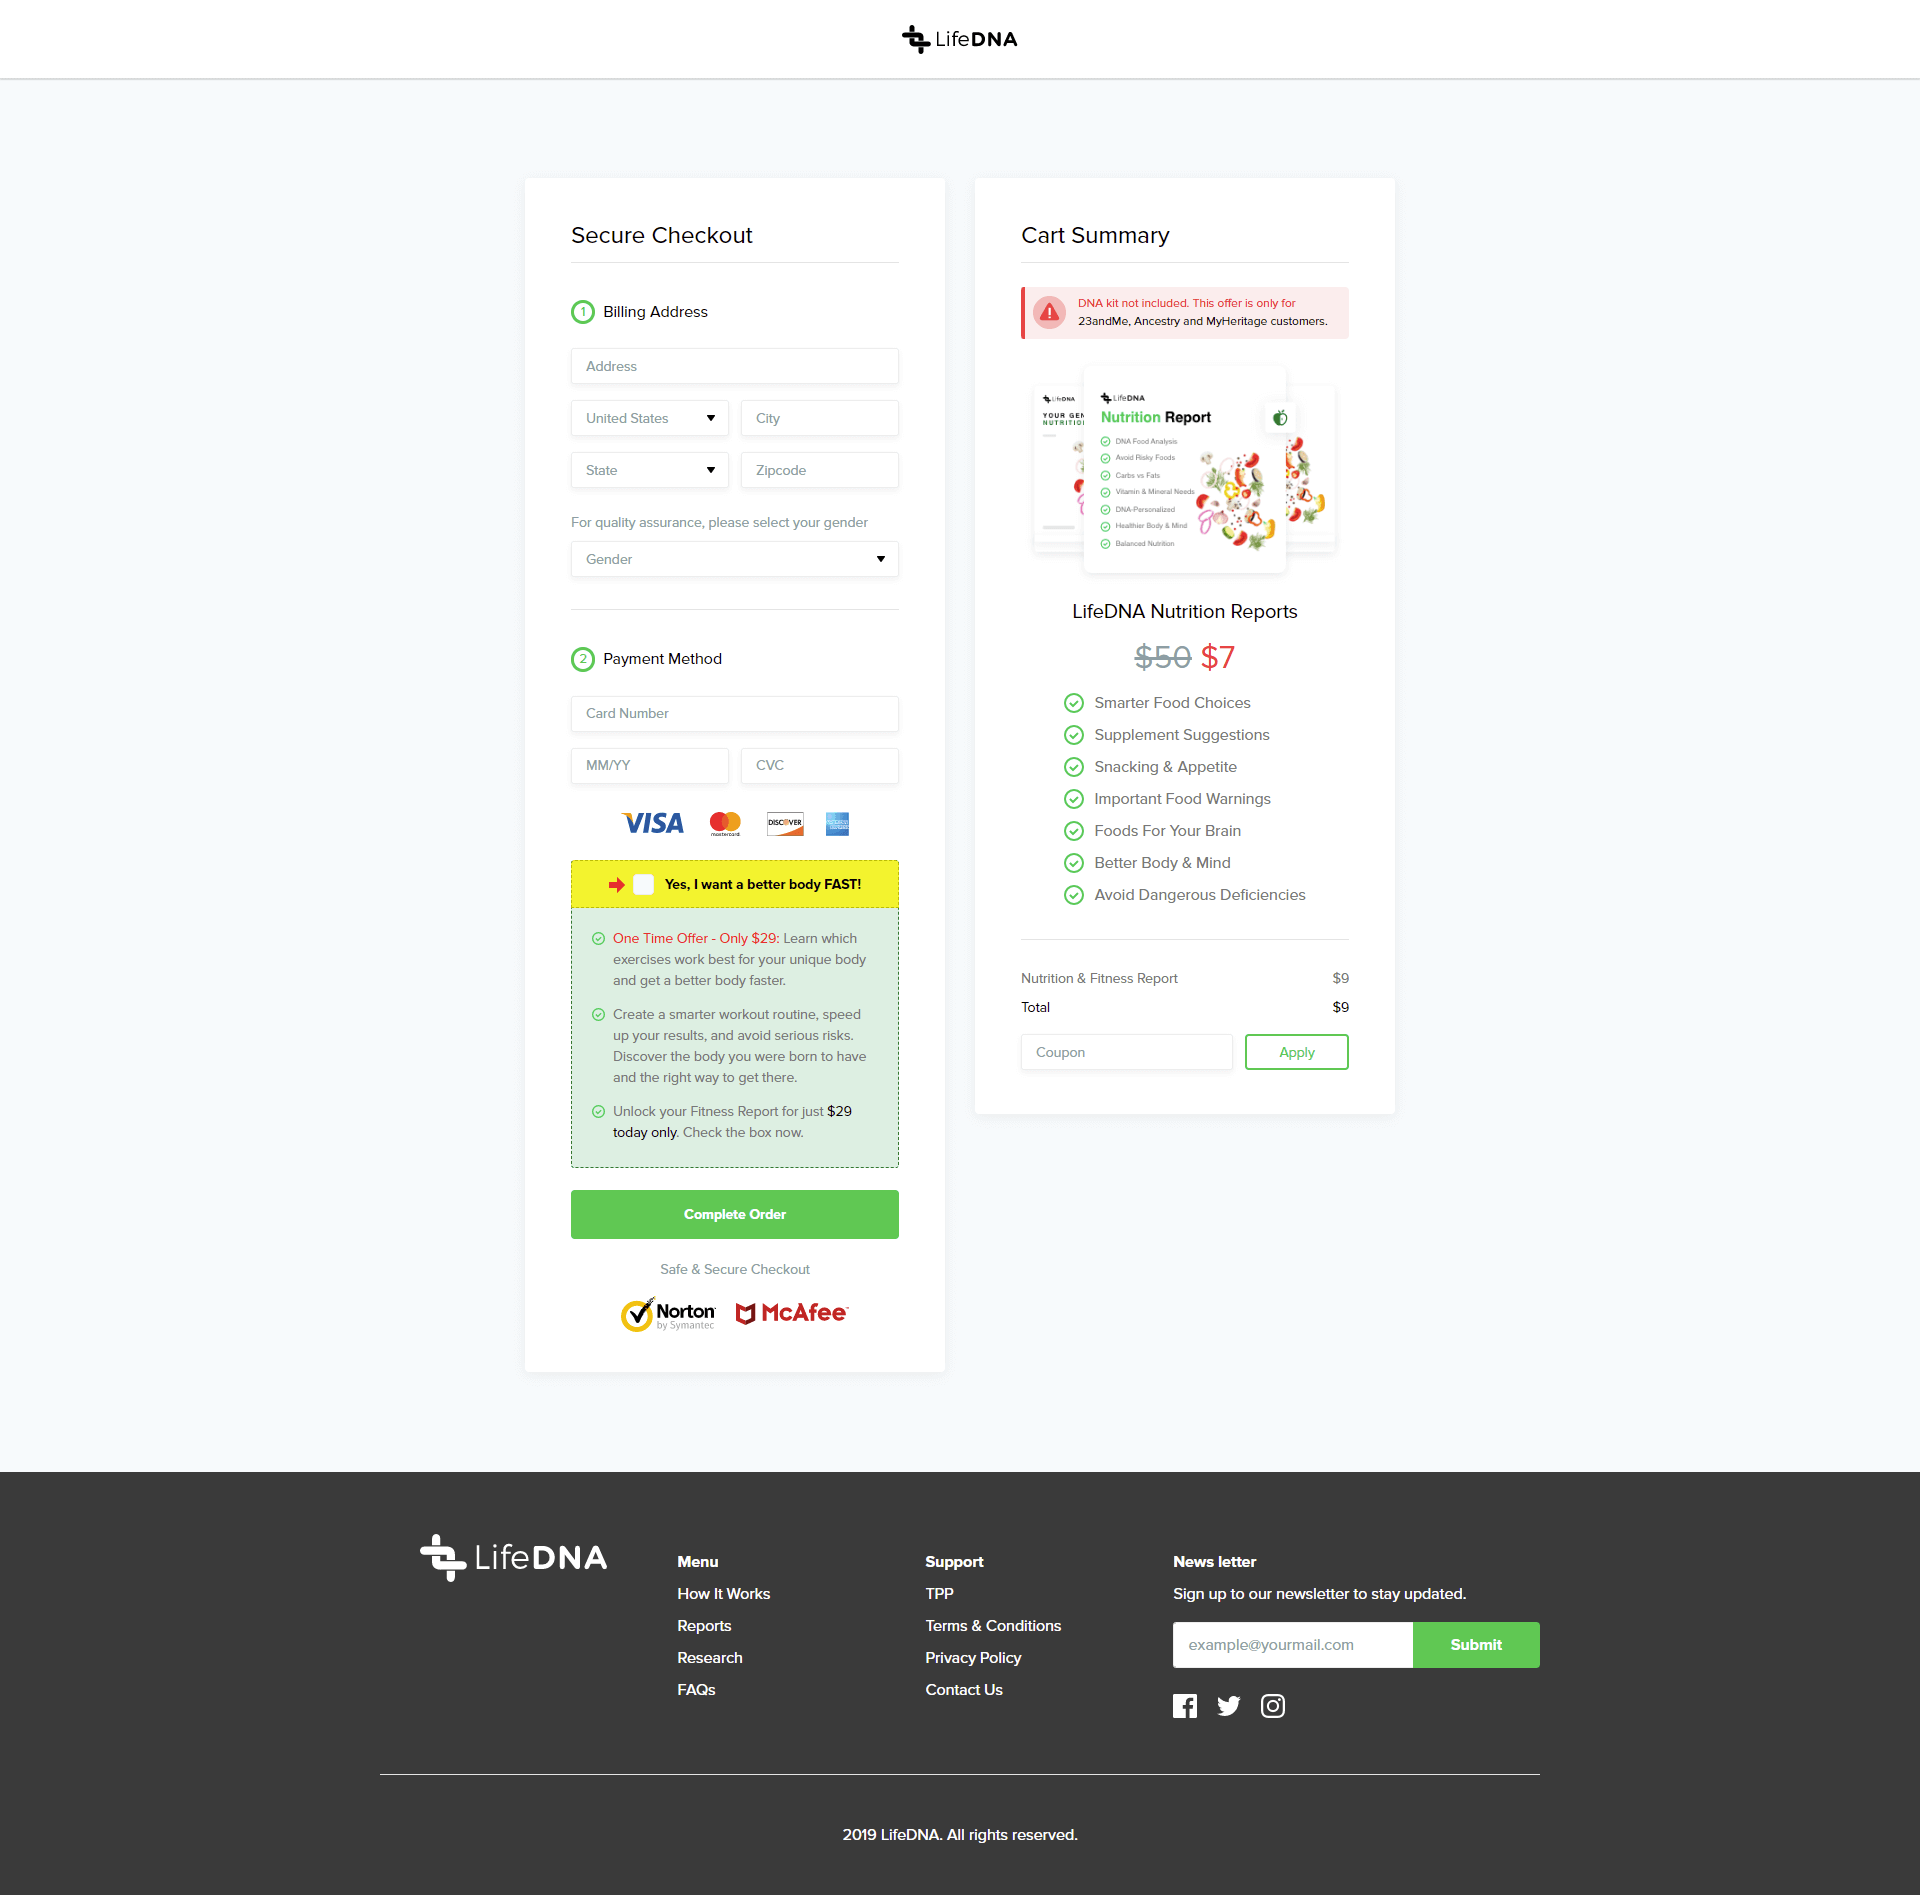 LifeDNA
Secure Checkout
1 Billing Address
Address
United States
City
State
Zipcode
For quality assurance, please select your gender
Gender
2 Payment Method
Card Number
MM/YY
CVC
VISA
mastercard
DISCOVER
Yes, I want a better body FAST!
One Time Offer - Only $29: Learn which
exercises work best for your unique body
and get a better body faster.
Create a smarter workout routine, speed
up your results, and avoid serious risks.
Discover the body you were born to have
and the right way to get there.
Unlock your Fitness Report for just $29
today only. Check the box now.
Complete Order
Safe & Secure Checkout
Norton
by Symantec
McAfee
Cart Summary
DNA kit not included. This offer is only for
23andMe, Ancestry and MyHeritage customers.
LifeDNA
YOUR GEN
NUTRITIO
LifeDNA
Nutrition Report
DNA Food Analysis
Avoid Risky Foods
Carbs vs Fats
Vitamin & Mineral Needs
DNA-Personalized
Healthier Body & Mind
Balanced Nutrition
LifeDNA Nutrition Reports
$50 $7
Smarter Food Choices
Supplement Suggestions
Snacking & Appetite
Important Food Warnings
Foods For Your Brain
Better Body & Mind
Avoid Dangerous Deficiencies
Nutrition & Fitness Report $9
Total $9
Coupon
Apply
LifeDNA
Menu
How It Works
Reports
Research
FAQs
Support
TPP
Terms & Conditions
Privacy Policy
Contact Us
News letter
Sign up to our newsletter to stay updated.
example@yourmail.com
Submit
2019 LifeDNA. All rights reserved.